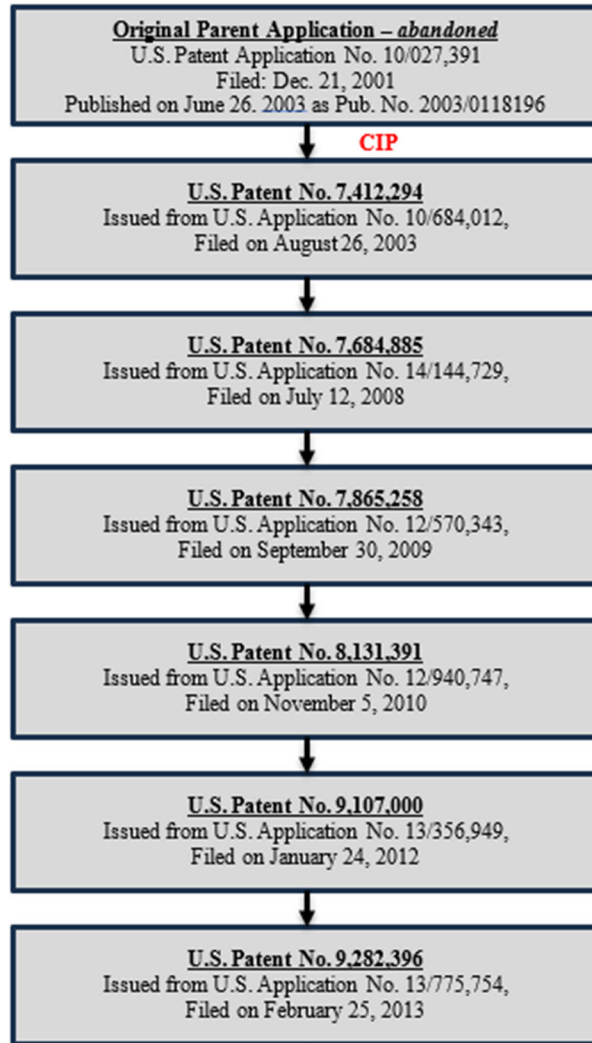 Original Parent Application – abandoned
U.S. Patent Application No. 10/027,391
Filed: Dec. 21, 2001
Published on June 26. 2003 as Pub. No. 2003/0118196
CIP
U.S. Patent No. 7,412,294
Issued from U.S. Application No. 10/684,012,
Filed on August 26, 2003
U.S. Patent No. 7,684,885
Issued from U.S. Application No. 14/144,729,
Filed on July 12, 2008
U.S. Patent No. 7,865,258
Issued from U.S. Application No. 12/570,343,
Filed on September 30, 2009
U.S. Patent No. 8,131,391
Issued from U.S. Application No. 12/940,747,
Filed on November 5, 2010
U.S. Patent No. 9,107,000
Issued from U.S. Application No. 13/356,949,
Filed on January 24, 2012
U.S. Patent No. 9,282,396
Issued from U.S. Application No. 13/775,754,
Filed on February 25, 2013